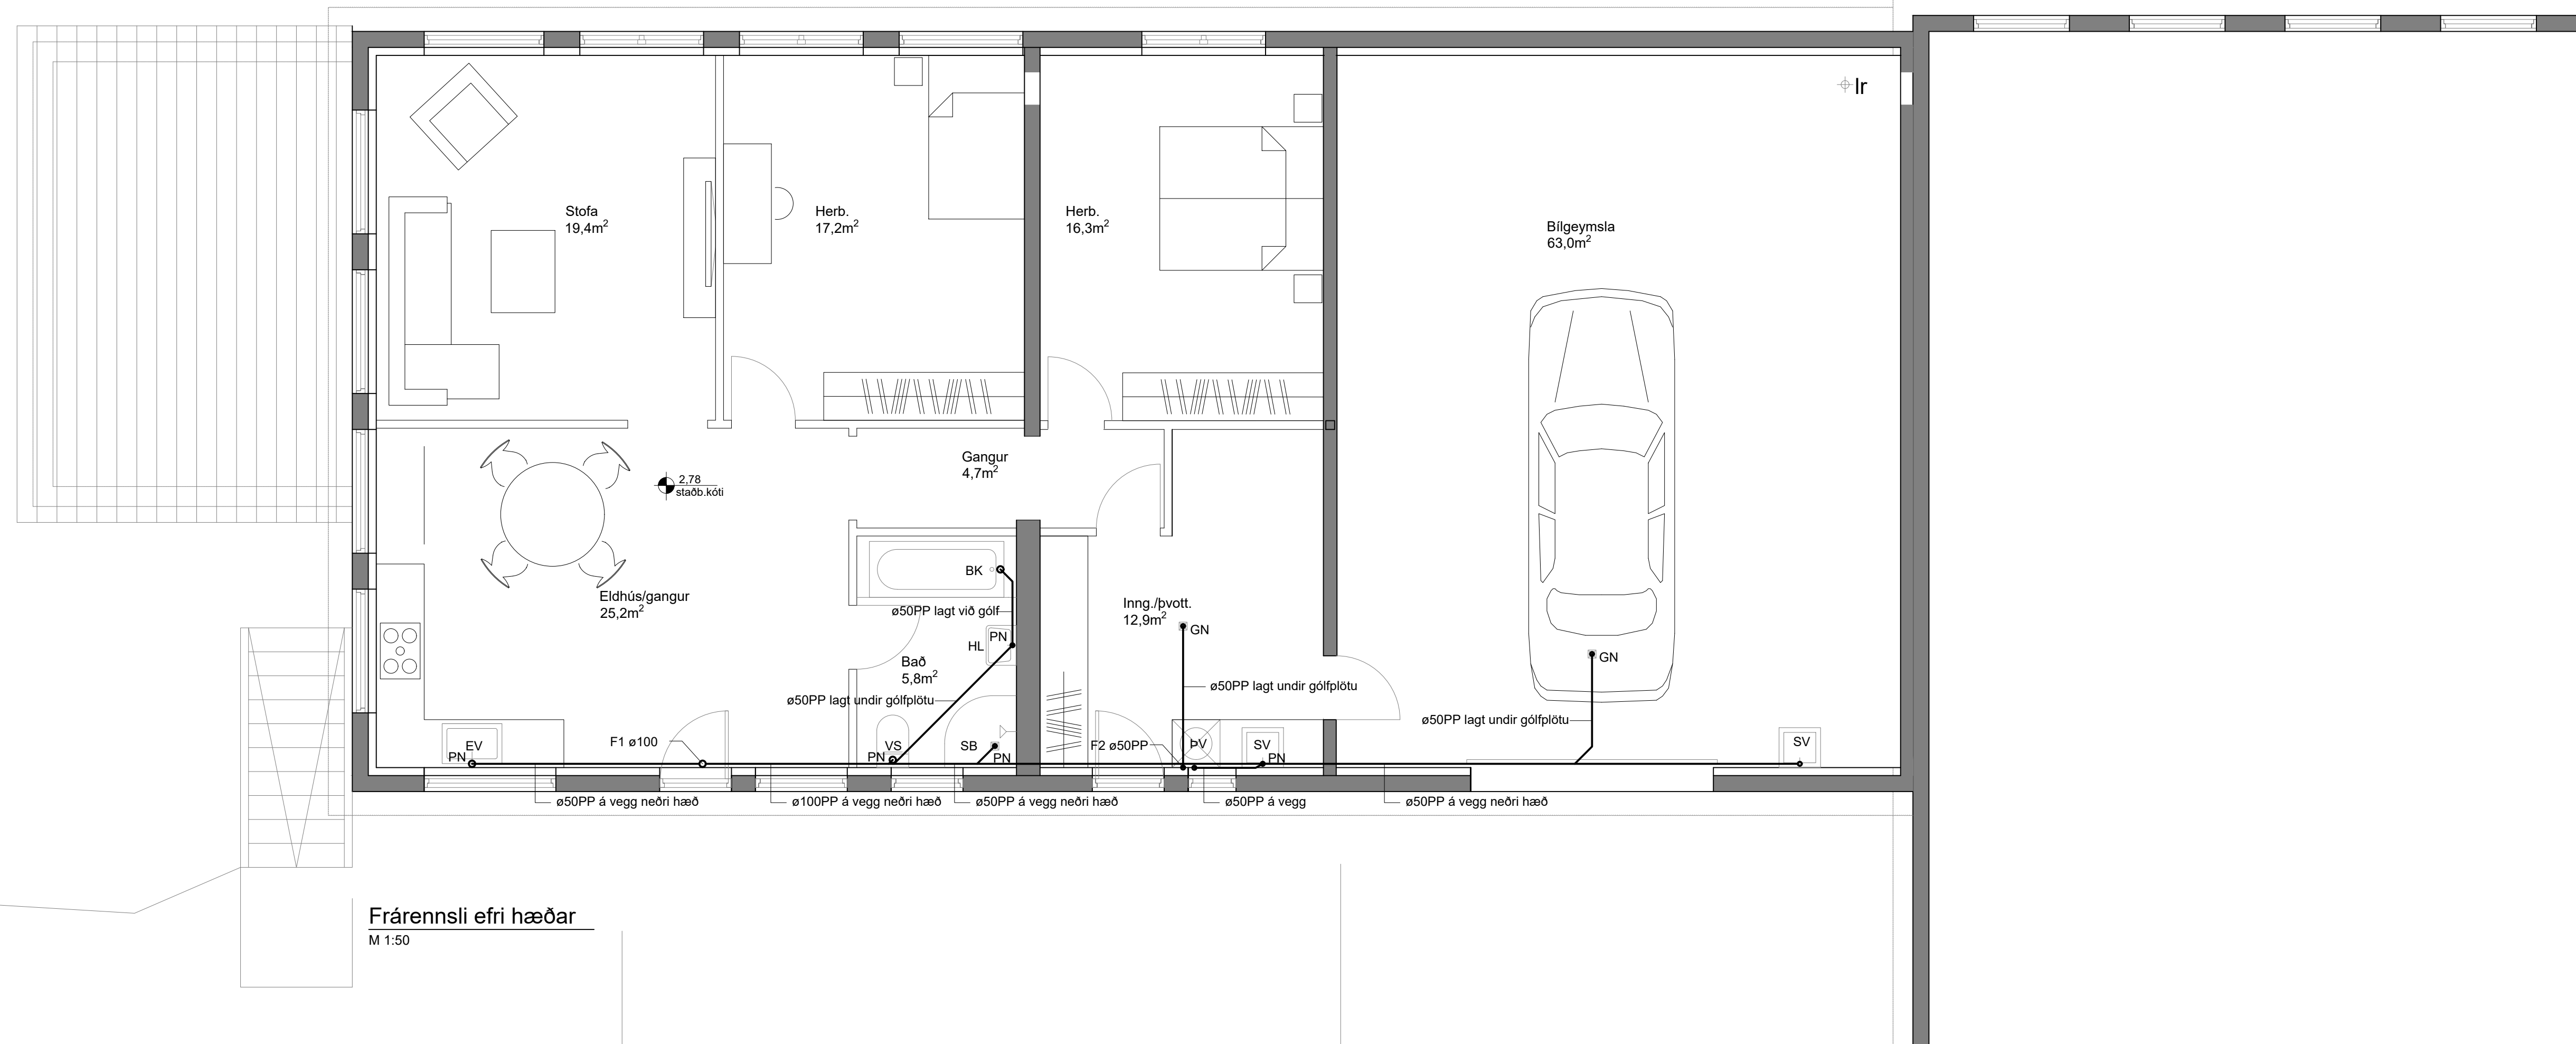 Ir
Stofa
19,4m²
Herb.
17,2m²
Herb.
16,3m²
Bílgeymsla
63,0m²
Gangur
4,7m²
2,78
staðb.kóti
BK
Eldhús/gangur
25,2m²
ø50PP lagt við gólf
Inng./þvott.
12,9m²
GN
PN
HL
GN
Bað
5,8m²
ø50PP lagt undir gólfplötu
ø50PP lagt undir gólfplötu
ø50PP lagt undir gólfplötu
EV
PN
F1 ø100
VS
PN
SB
PN
F2 ø50PP
ÞV
SV
PN
SV
ø50PP á vegg neðri hæð
ø100PP á vegg neðri hæð
ø50PP á vegg neðri hæð
ø50PP á vegg
ø50PP á vegg neðri hæð
Frárennsli efri hæðar
M 1:50